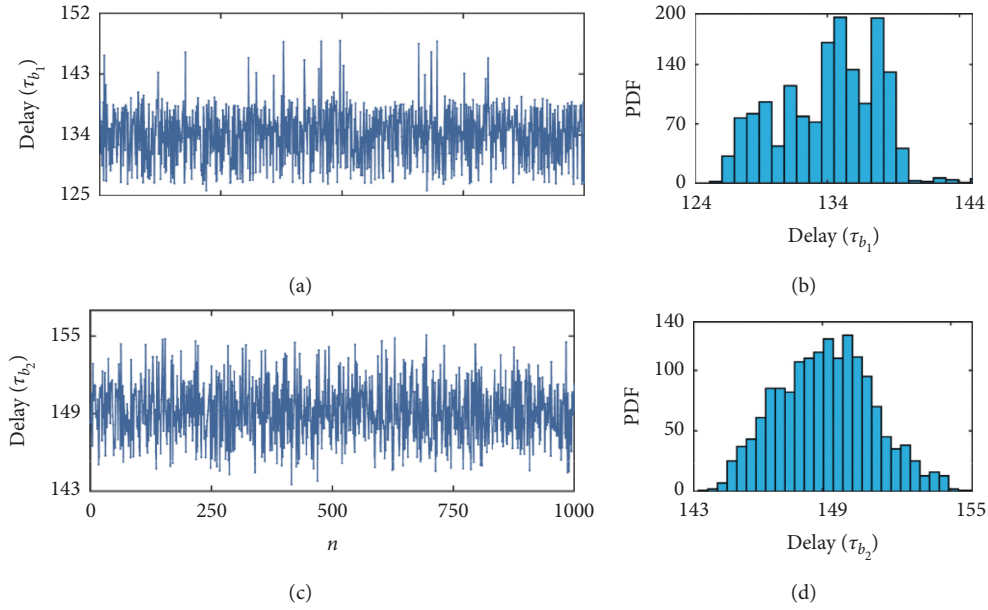 152
143
134
125
Delay (τb1)
(a)
200
140
70
0
PDF
124 134 144
Delay (τb1)
(b)
155
149
143
Delay (τb2)
0 250 500 750 1000
n
(c)
140
100
50
0
PDF
143 149 155
Delay (τb2)
(d)